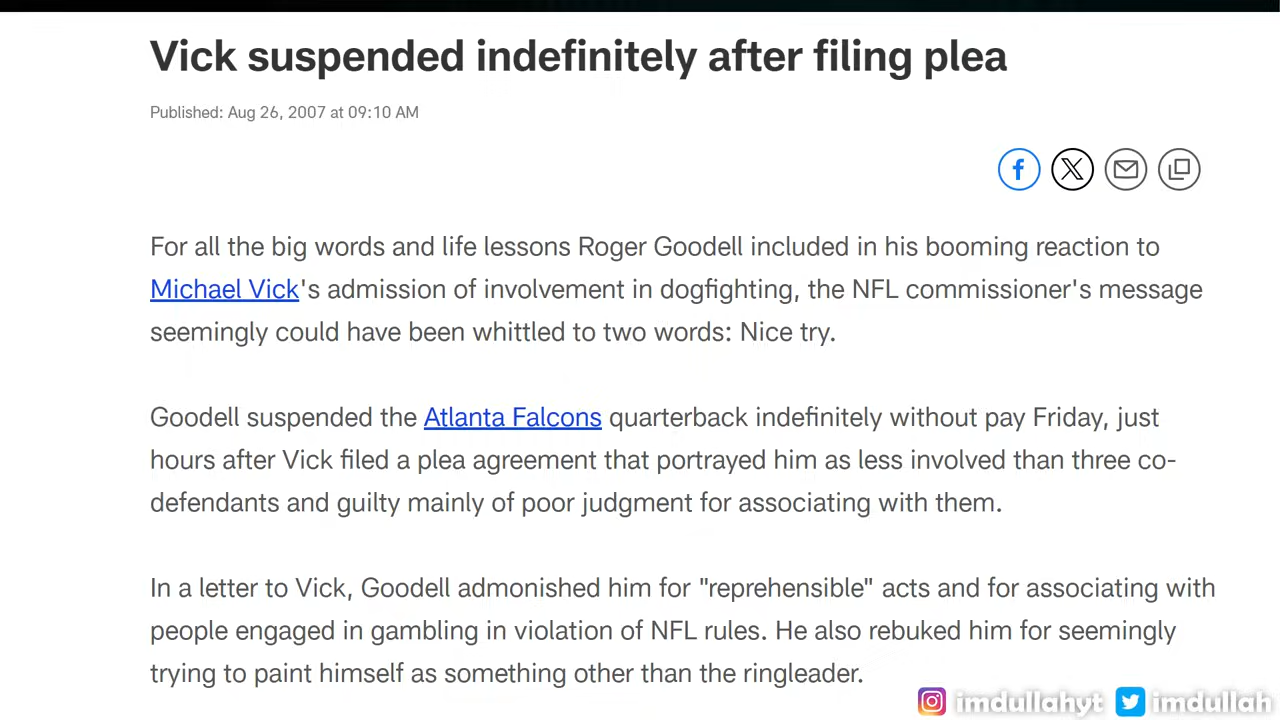 Vick suspended indefinitely after filing plea
Published: Aug 26, 2007 at 09:10 AM
For all the big words and life lessons Roger Goodell included in his booming reaction to
Michael Vick's admission of involvement in dogfighting, the NFL commissioner's message
seemingly could have been whittled to two words: Nice try.
Goodell suspended the Atlanta Falcons quarterback indefinitely without pay Friday, just
hours after Vick filed a plea agreement that portrayed him as less involved than three co-
defendants and guilty mainly of poor judgment for associating with them.
In a letter to Vick, Goodell admonished him for "reprehensible" acts and for associating with
people engaged in gambling in violation of NFL rules. He also rebuked him for seemingly
trying to paint himself as something other than the ringleader.
imdullahyt imdullah